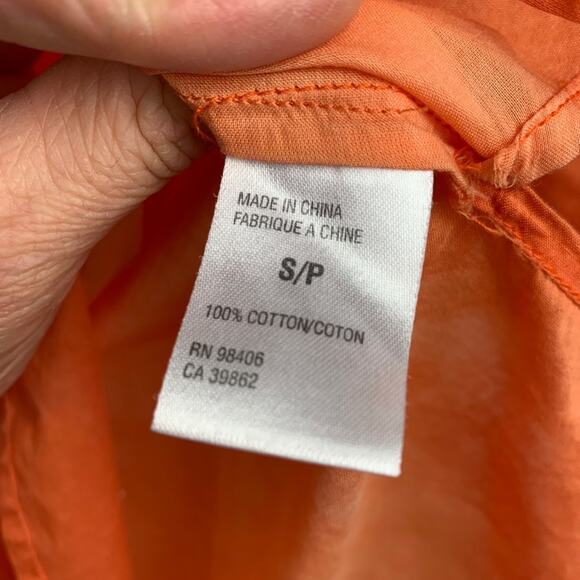 MADE IN CHINA
FABRIQUE A CHINE
S/P
100% COTTON/COTON
RN 98406
CA 39862